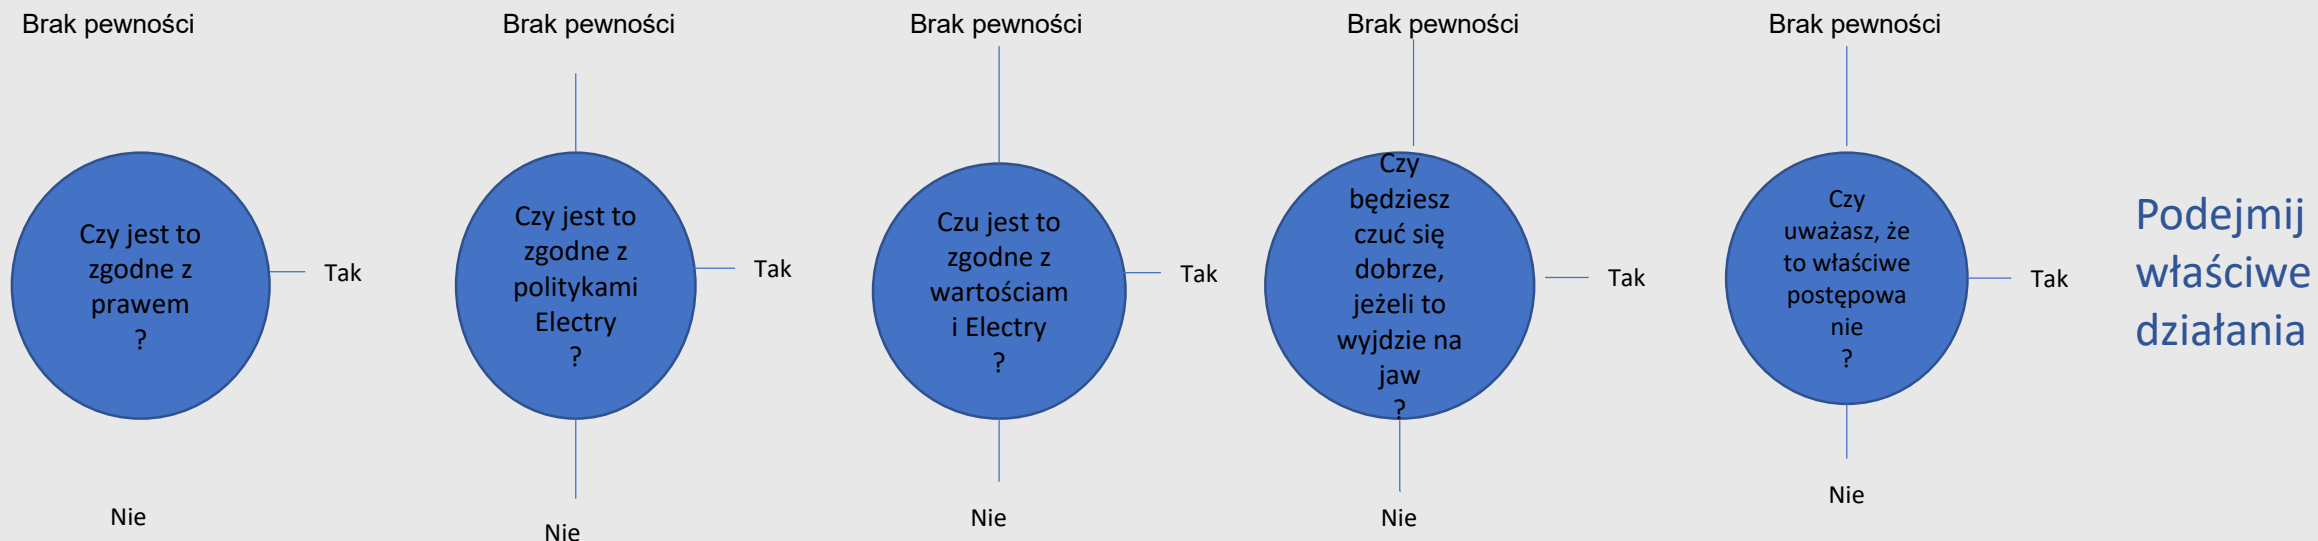 Brak pewności
Brak pewności
Brak pewności
Brak pewności
Brak pewności
Czy jest to
zgodne z
prawem
?
Tak
Nie
Czy jest to
zgodne z
politykami
Electry
?
Tak
Nie
Czu jest to
zgodne z
wartościam
i Electry
?
Tak
Nie
Czy
będziesz
czuć się
dobrze,
jeżeli to
wyjdzie na
jaw
?
Tak
Nie
Czy
uważasz, że
to właściwe
postępowa
nie
?
Tak
Nie
Podejmij
właściwe
działania